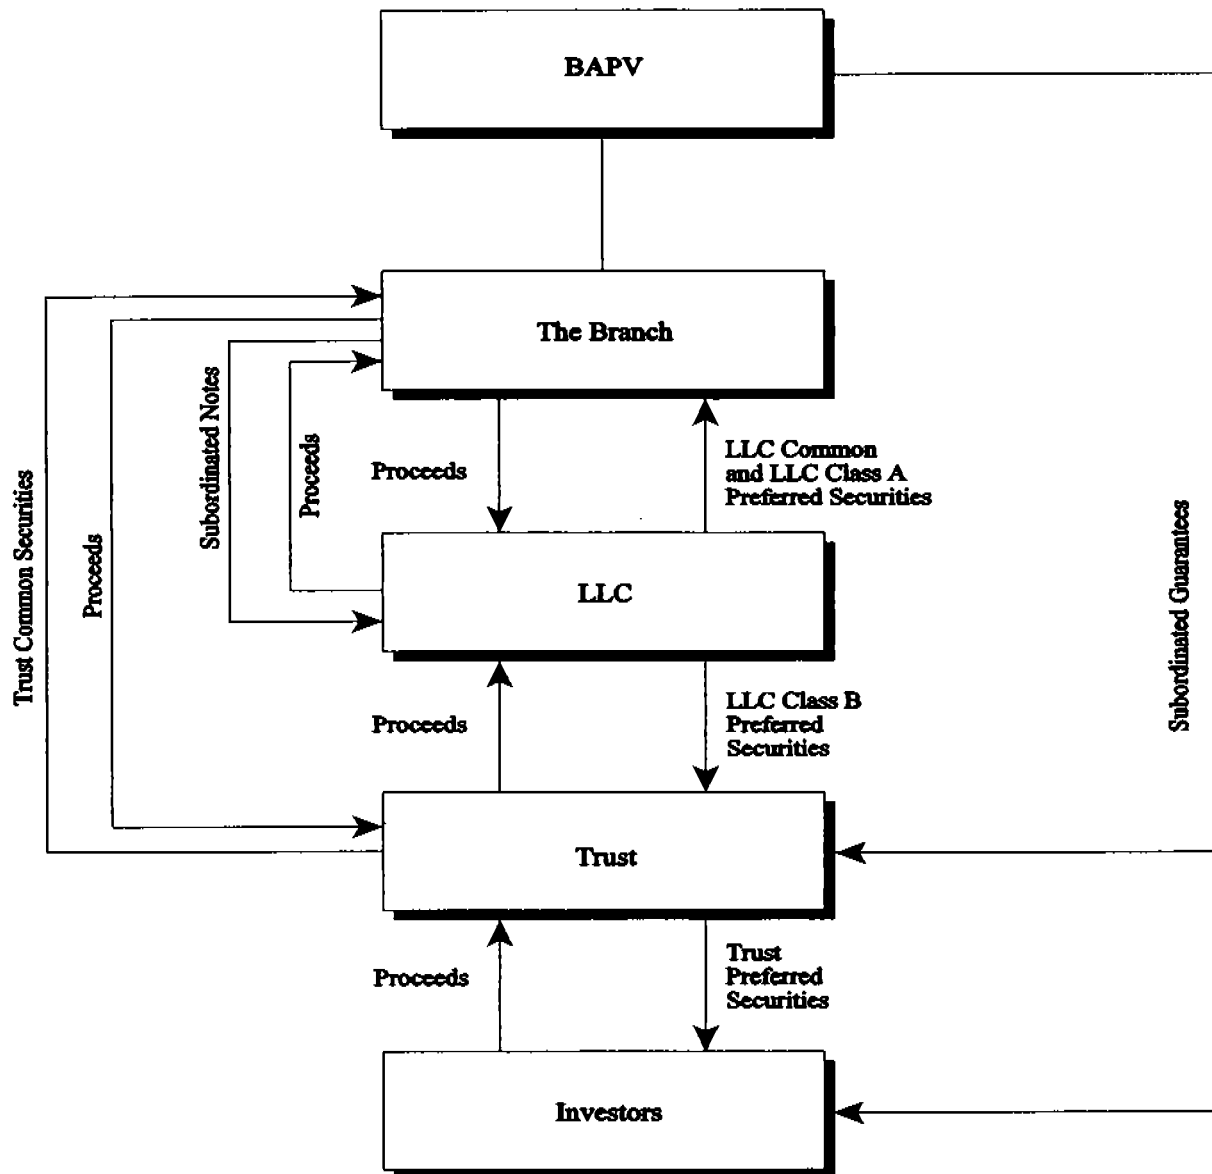 BAPV
The Branch
Trust Common Securities
Proceeds
Subordinated Notes
Proceeds
Proceeds
LLC Common
and LLC Class A
Preferred Securities
Subordinated Guarantees
LLC
Proceeds
LLC Class B
Preferred
Securities
Trust
Proceeds
Trust
Preferred
Securities
Investors